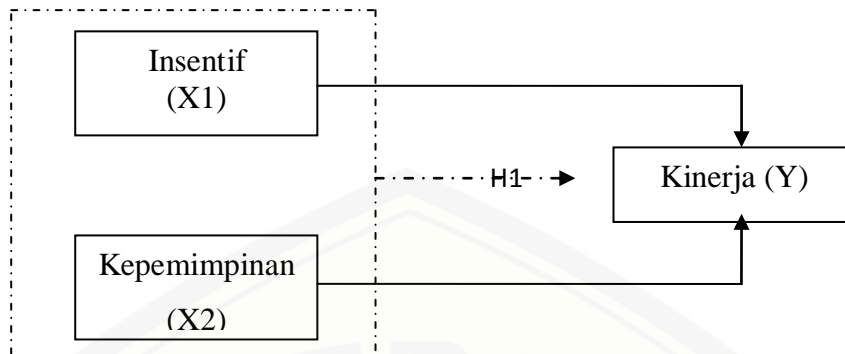 Insentif
(X1)
H1
Kinerja (Y)
Kepemimpinan
(X2)